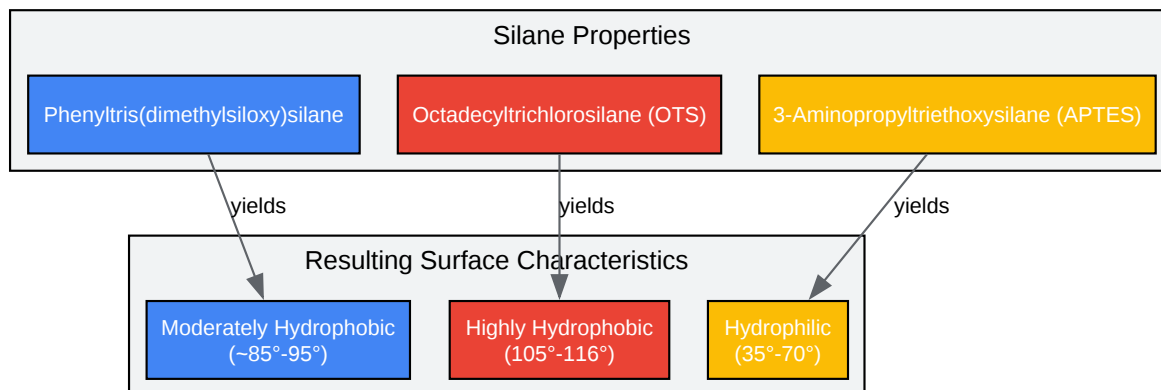 Silane Properties
Phenyltris(dimethylsiloxy)silane
Octadecyltrichlorosilane (OTS)
3-Aminopropyltriethoxysilane (APTES)
yields
yields
yields
Resulting Surface Characteristics
Moderately Hydrophobic
(~85°-95°)
Highly Hydrophobic
(105°-116°)
Hydrophilic
(35°-70°)